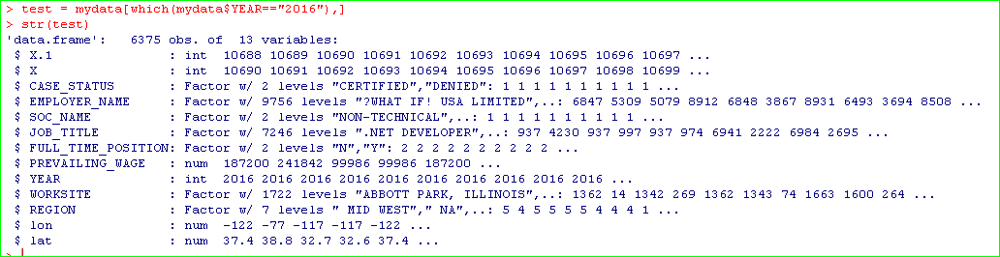 > test = mydata[which(mydata$YEAR=="2016"),]
> str(test)
'data.frame':   6375 obs. of  13 variables:
 $ X.1               : int  10688 10689 10690 10691 10692 10693 10694 10695 10696 10697 ...
 $ X                 : int  10690 10691 10692 10693 10694 10695 10696 10697 10698 10699 ...
 $ CASE_STATUS       : Factor w/ 2 levels "CERTIFIED","DENIED": 1 1 1 1 1 1 1 1 1 1 ...
 $ EMPLOYER_NAME     : Factor w/ 9756 levels "?WHAT IF! USA LIMITED",..: 6847 5309 5079 8912 6848 3867 8931 6493 3694 8508 ...
 $ SOC_NAME          : Factor w/ 2 levels "NON-TECHNICAL",..: 1 1 1 1 1 1 1 1 1 1 ...
 $ JOB_TITLE         : Factor w/ 7246 levels ".NET DEVELOPER",..: 937 4230 937 997 937 974 6941 2222 6984 2695 ...
 $ FULL_TIME_POSITION: Factor w/ 2 levels "N","Y": 2 2 2 2 2 2 2 2 2 2 ...
 $ PREVAILING_WAGE   : num  187200 241842 99986 99986 187200 ...
 $ YEAR              : int  2016 2016 2016 2016 2016 2016 2016 2016 2016 2016 ...
 $ WORKSITE          : Factor w/ 1722 levels "ABBOTT PARK, ILLINOIS",..: 1362 14 1342 269 1362 1343 74 1663 1600 264 ...
 $ REGION            : Factor w/ 7 levels " MID WEST"," NA",..: 5 4 5 5 5 5 4 4 4 1 ...
 $ lon               : num  -122 -77 -117 -117 -122 ...
 $ lat               : num  37.4 38.8 32.7 32.6 37.4 ...
>